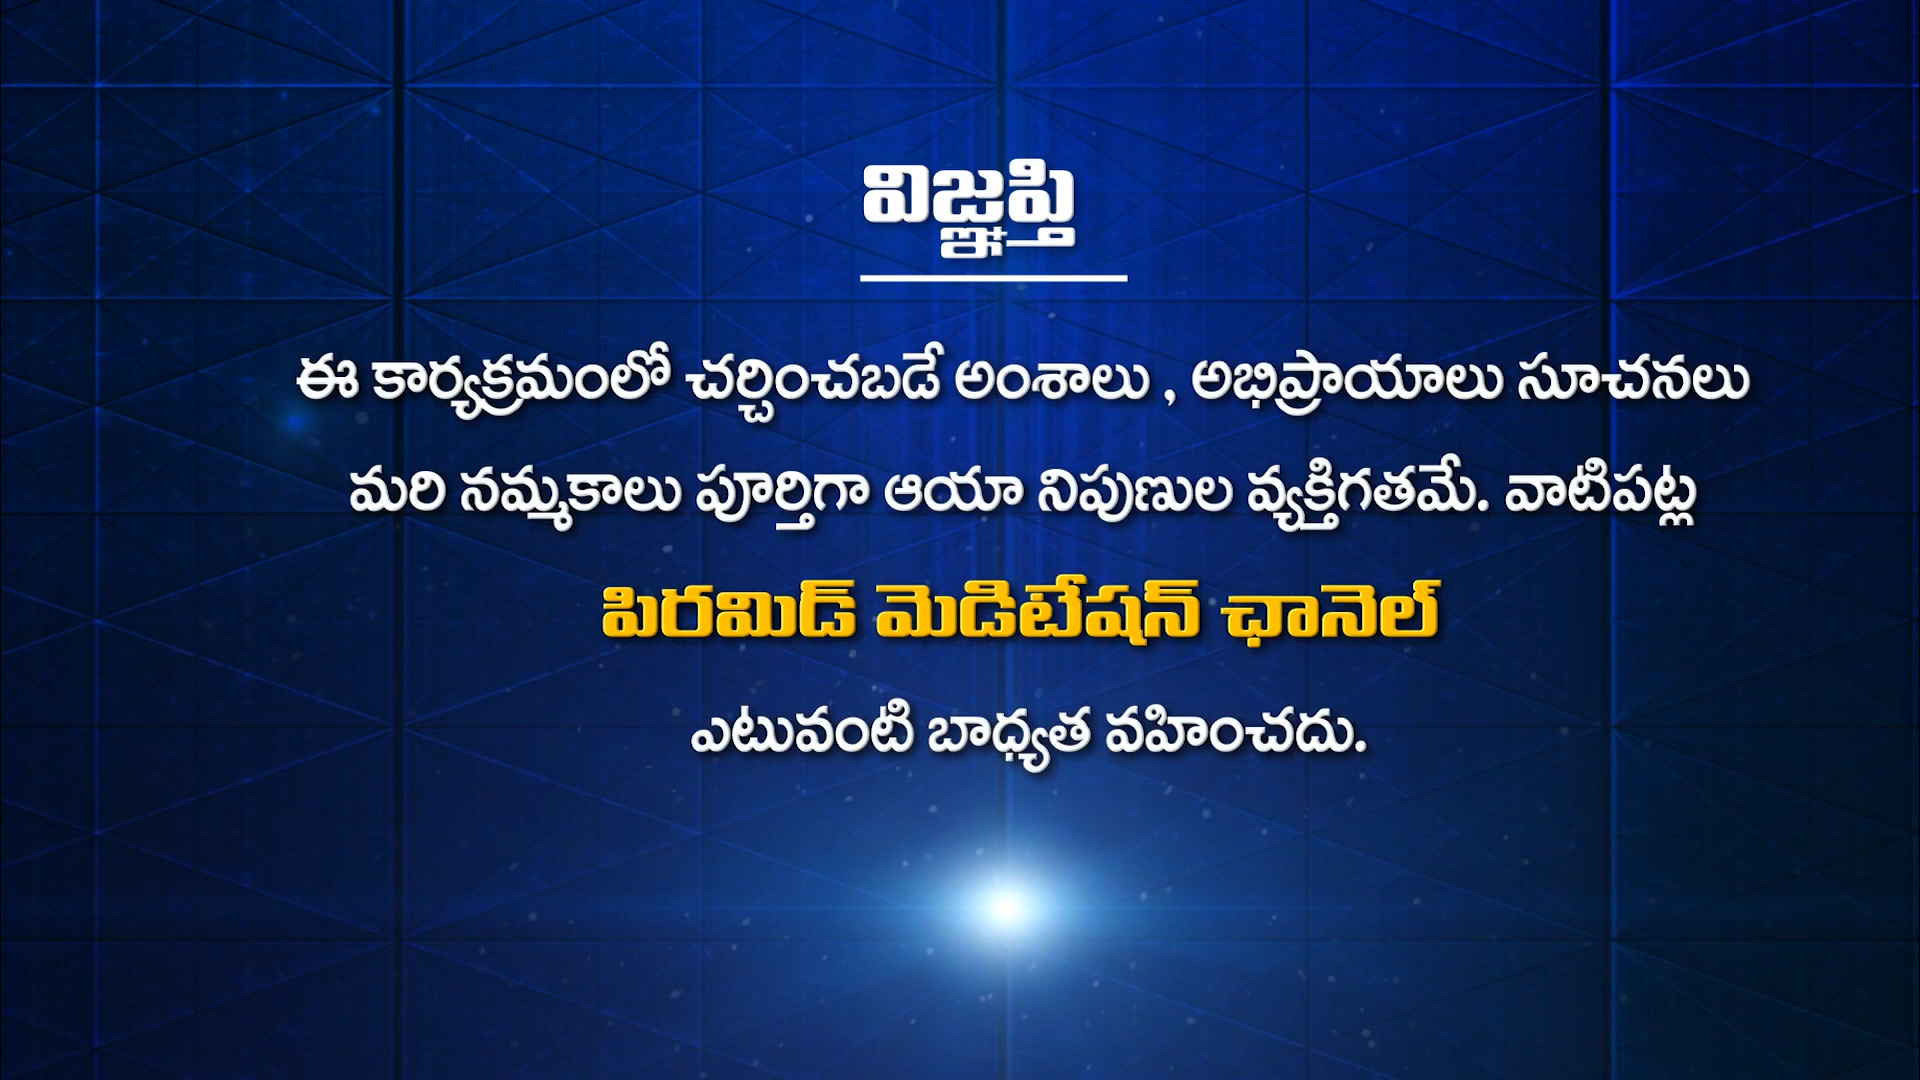 విజ్ఞప్తి
ఈ కార్యక్రమంలో చర్చించబడే అంశాలు , అభిప్రాయాలు సూచనలు
మరి నమ్మకాలు పూర్తిగా ఆయా నిపుణుల వ్యక్తిగతమే. వాటిపట్ల
పిరమిడ్ మెడిటేషన్ ఛానెల్
ఎటువంటి బాధ్యత వహించదు.